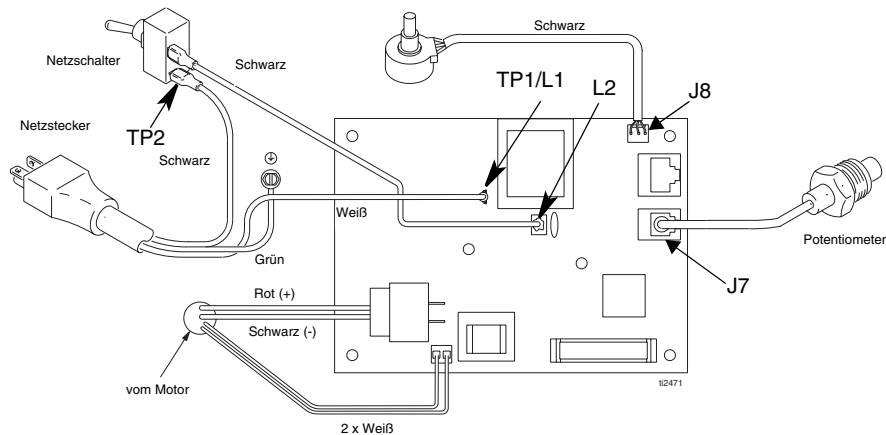 Schwarz
Netzschalter
Schwarz
TP1/L1
L2
J8
TP2
Netzstecker
Schwarz
Weiß
Potentiometer
Grün
J7
Rot (+)
Schwarz (-)
vom Motor
ti2471
2 x Weiß